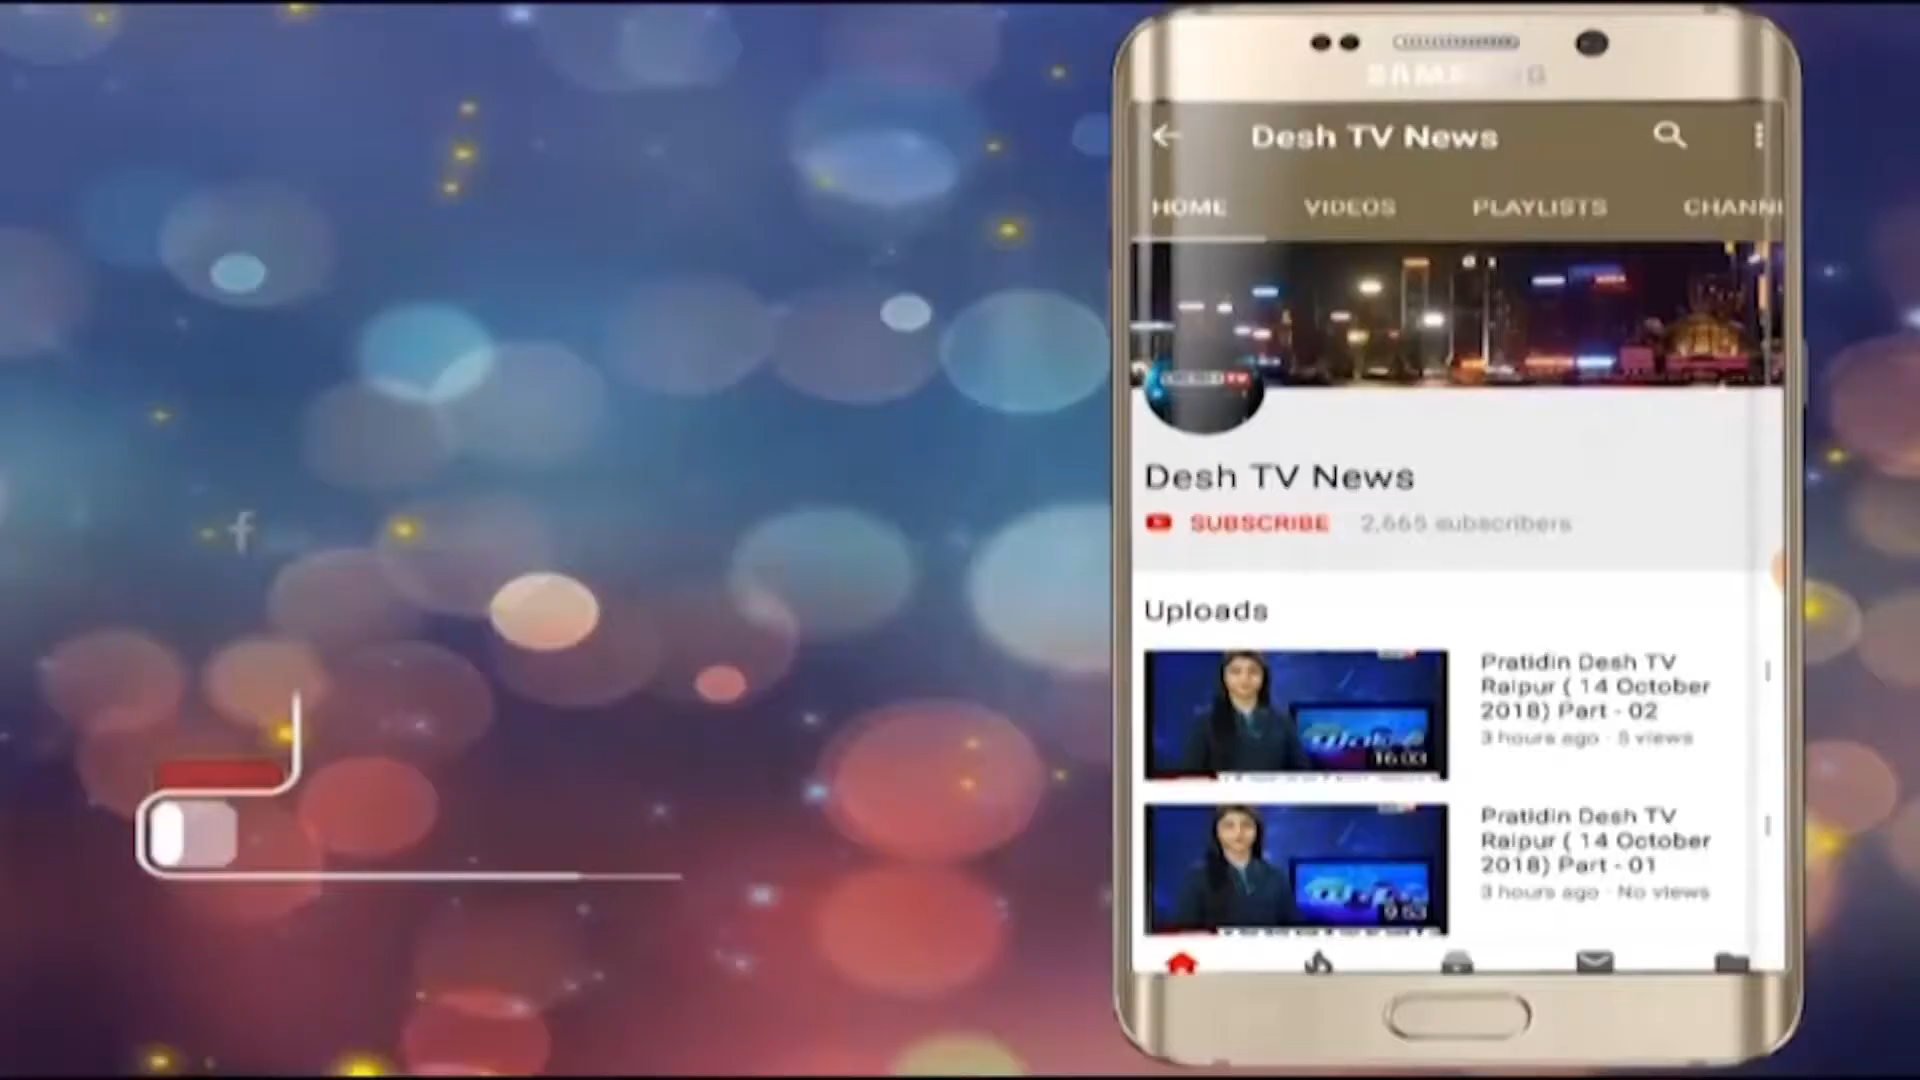 SAMSUNG
Desh TV News
HOME VIDEOS PLAYLISTS CHANN
Desh TV News
SUBSCRIBE 2,665 subscribers
Uploads
Pratidin Desh TV
Raipur ( 14 October
2018) Part - 02
3 hours ago · 5 views
16:03
Pratidin Desh TV
Raipur ( 14 October
2018) Part - 01
3 hours ago · No views
9:53
f